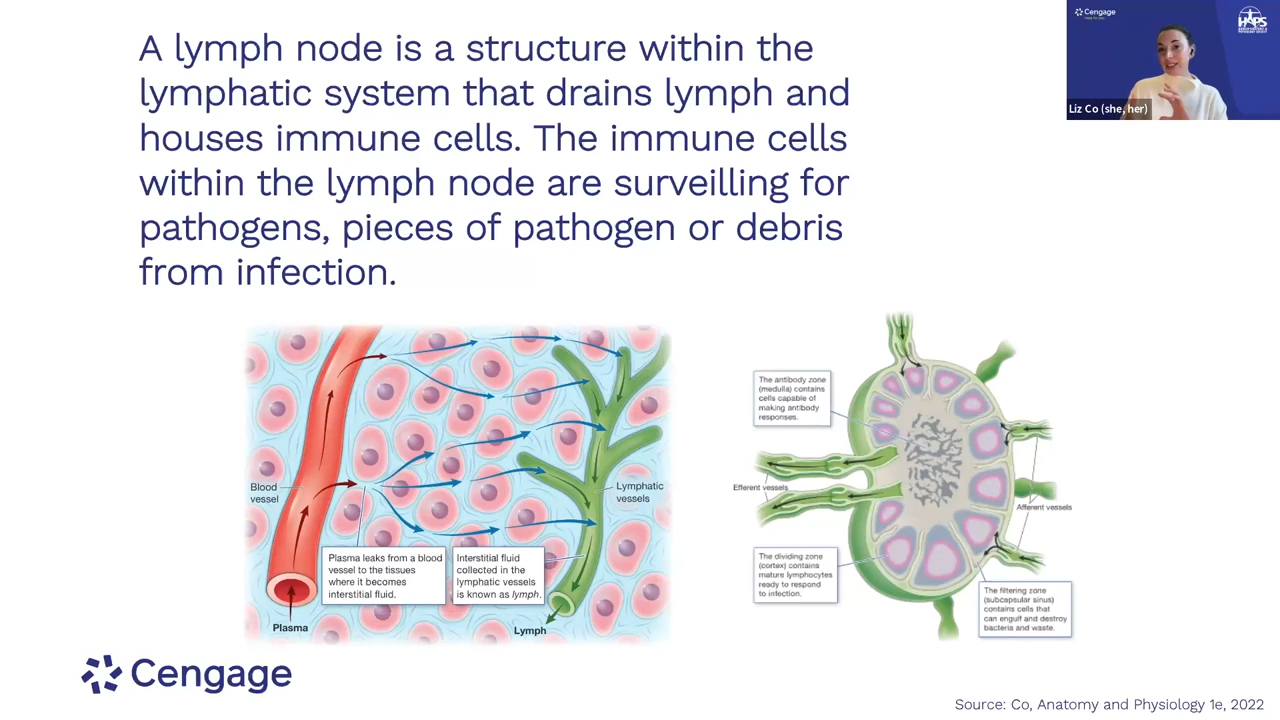 A lymph node is a structure within the
lymphatic system that drains lymph and
houses immune cells. The immune cells
within the lymph node are surveilling for
pathogens, pieces of pathogen or debris
from infection.
Cengage
HAPS
Liz Co (she, her)
Blood
vessel
Plasma leaks from a blood
vessel to the tissues
where it becomes
interstitial fluid.
Interstitial fluid
collected in the
lymphatic vessels
is known as lymph.
Lymphatic
vessels
Plasma
Lymph
The antibody zone
(medulla) contains
cells capable of
making antibody
responses.
Efferent vessels
Afferent vessels
The dividing zone
(cortex) contains
mature lymphocytes
ready to respond
to infection.
The filtering zone
(subcapsular sinus)
contains cells that
can engulf and destroy
bacteria and waste.
Cengage
Source: Co, Anatomy and Physiology 1e, 2022